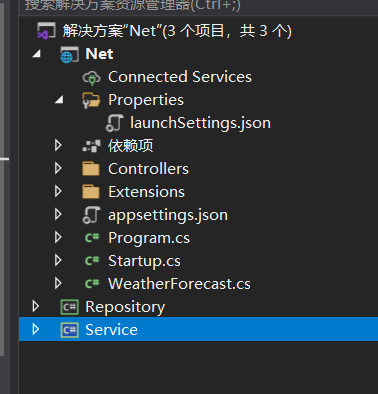 搜索解决方案资源管理器(Ctrl+;)
解决方案“Net”(3 个项目，共 3 个)
Net
Connected Services
Properties
launchSettings.json
依赖项
Controllers
Extensions
appsettings.json
C# Program.cs
C# Startup.cs
C# WeatherForecast.cs
C# Repository
C# Service